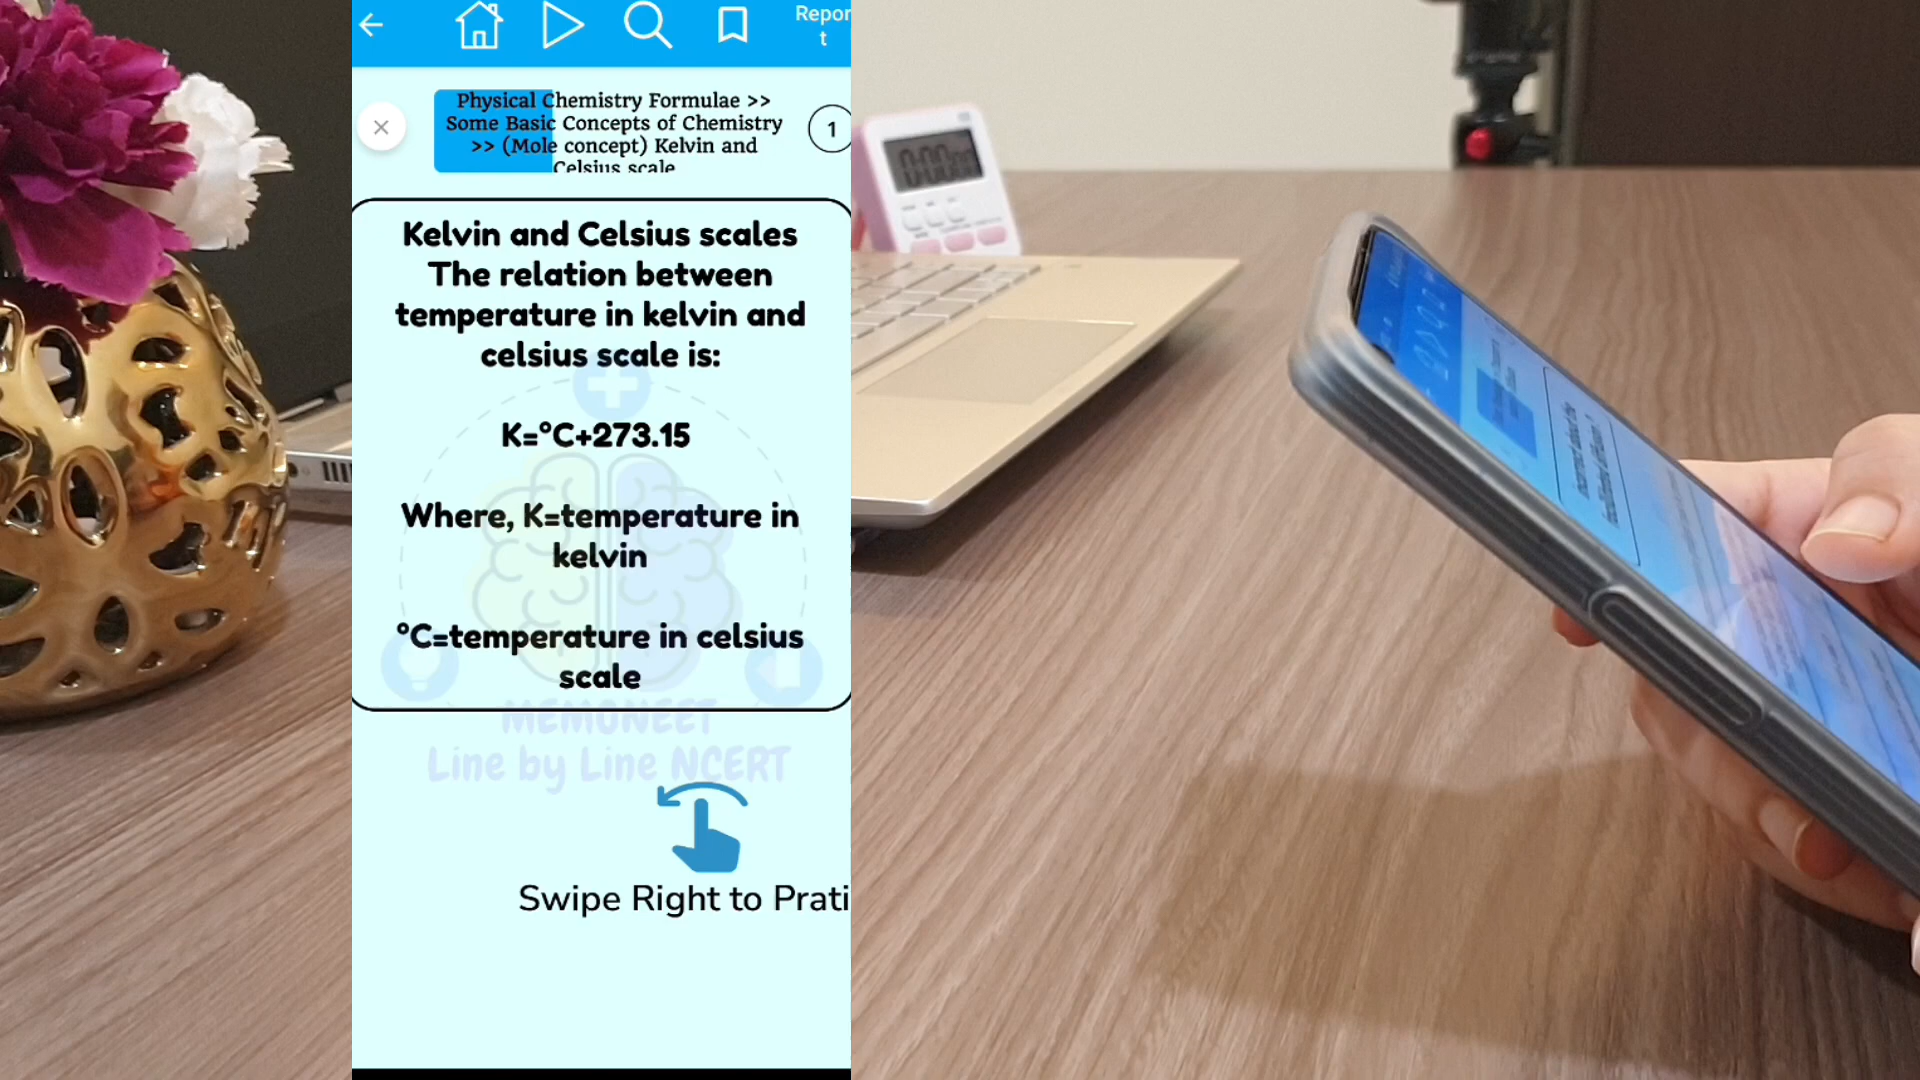 Repor
t
Physical Chemistry Formulae >>
Some Basic Concepts of Chemistry
>> (Mole concept) Kelvin and
Celsius scale
1
Kelvin and Celsius scales
The relation between
temperature in kelvin and
celsius scale is:
K=°C+273.15
Where, K=temperature in
kelvin
°C=temperature in celsius
scale
MEMONEET
Line by Line NCERT
Swipe Right to Prati